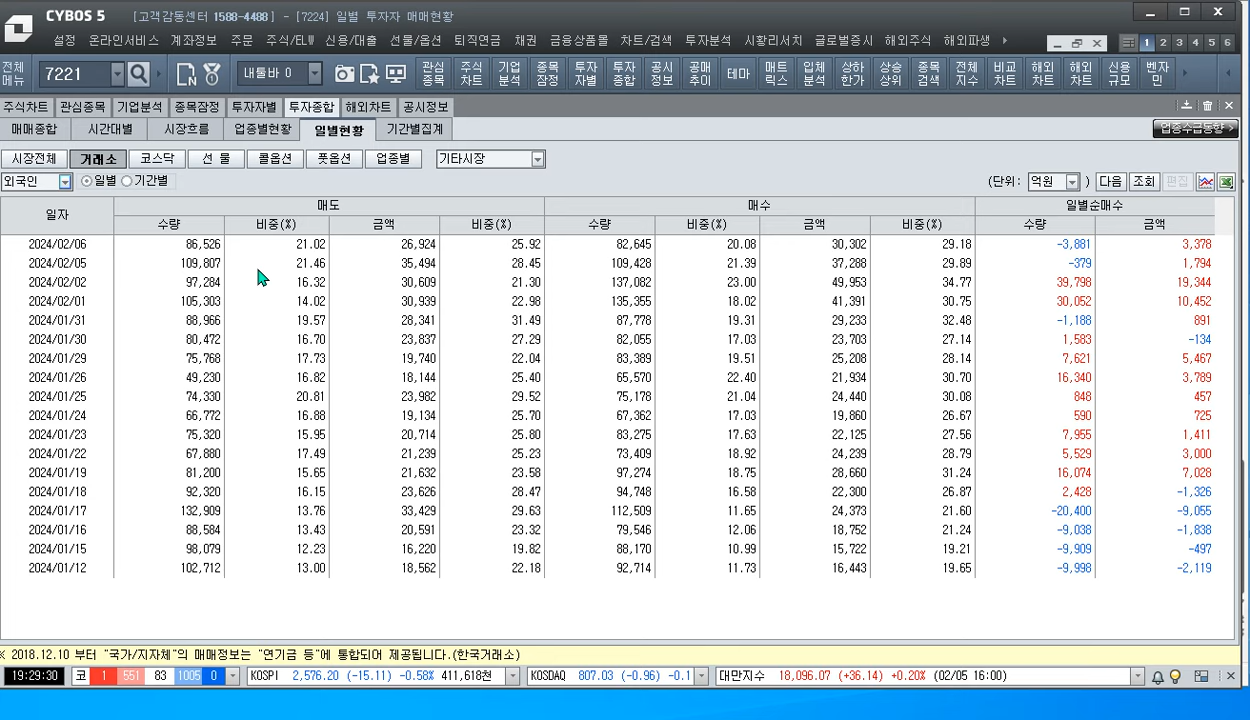 CYBOS 5 [고객감동센터 1588-4488] - [7224] 일별 투자자 매매현황
설정 온라인서비스 계좌정보 주문 주식/ELW 신용/대출 선물/옵션 퇴직연금 채권 금융상품몰 차트/검색 투자분석 시황리서치 글로벌증시 해외주식 해외파생 1 2 3 4 5 6
전체 메뉴 7221 내툴바 0 관심 종목 주식 차트 기업 분석 종목 잠정 투자 자별 투자 종합 공시 정보 공매 추이 테마 매트 릭스 입체 분석 상하 한가 상승 상위 종목 검색 전체 지수 비교 차트 해외 차트 해외 차트 신용 규모 벤자 민
주식차트 관심종목 기업분석 종목잠정 투자자별 투자종합 해외차트 공시정보
매매종합 시간대별 시장흐름 업종별현황 일별현황 기간별집계 업종수급동향
시장전체 거래소 코스닥 선 물 콜옵션 풋옵션 업종별 기타시장
외국인 일별 기간별 (단위: 억원 ) 다음 조회 편집
일자 매도 매수 일별순매수
수량 비중(%) 금액 비중(%) 수량 비중(%) 금액 비중(%) 수량 금액
2024/02/06 86,526 21.02 26,924 25.92 82,645 20.08 30,302 29.18 -3,881 3,378
2024/02/05 109,807 21.46 35,494 28.45 109,428 21.39 37,288 29.89 -379 1,794
2024/02/02 97,284 16.32 30,609 21.30 137,082 23.00 49,953 34.77 39,798 19,344
2024/02/01 105,303 14.02 30,939 22.98 135,355 18.02 41,391 30.75 30,052 10,452
2024/01/31 88,966 19.57 28,341 31.49 87,778 19.31 29,233 32.48 -1,188 891
2024/01/30 80,472 16.70 23,837 27.29 82,055 17.03 23,703 27.14 1,583 -134
2024/01/29 75,768 17.73 19,740 22.04 83,389 19.51 25,208 28.14 7,621 5,467
2024/01/26 49,230 16.82 18,144 25.40 65,570 22.40 21,934 30.70 16,340 3,789
2024/01/25 74,330 20.81 23,982 29.52 75,178 21.04 24,440 30.08 848 457
2024/01/24 66,772 16.88 19,134 25.70 67,362 17.03 19,860 26.67 590 725
2024/01/23 75,320 15.95 20,714 25.80 83,275 17.63 22,125 27.56 7,955 1,411
2024/01/22 67,880 17.49 21,239 25.23 73,409 18.92 24,239 28.79 5,529 3,000
2024/01/19 81,200 15.65 21,632 23.58 97,274 18.75 28,660 31.24 16,074 7,028
2024/01/18 92,320 16.15 23,626 28.47 94,748 16.58 22,300 26.87 2,428 -1,326
2024/01/17 132,909 13.76 33,429 29.63 112,509 11.65 24,373 21.60 -20,400 -9,055
2024/01/16 88,584 13.43 20,591 23.32 79,546 12.06 18,752 21.24 -9,038 -1,838
2024/01/15 98,079 12.23 16,220 19.82 88,170 10.99 15,722 19.21 -9,909 -497
2024/01/12 102,712 13.00 18,562 22.18 92,714 11.73 16,443 19.65 -9,998 -2,119
※ 2018.12.10 부터 "국가/지자체"의 매매정보는 "연기금 등"에 통합되어 제공됩니다.(한국거래소)
19:29:30 코 1 551 83 1005 0 KOSPI 2,576.20 (-15.11) -0.58% 411,618천 KOSDAQ 807.03 (-0.96) -0.1 대만지수 18,096.07 (+36.14) +0.20% (02/05 16:00)